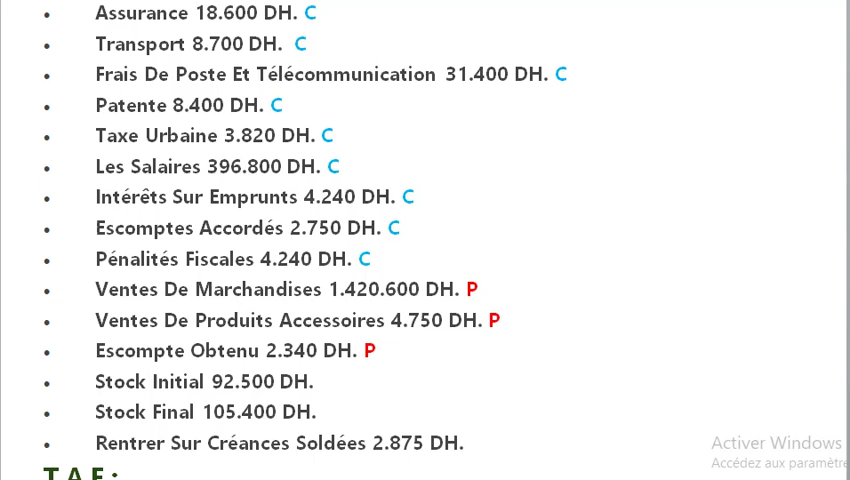 • Assurance 18.600 DH. C
• Transport 8.700 DH. C
• Frais De Poste Et Télécommunication 31.400 DH. C
• Patente 8.400 DH. C
• Taxe Urbaine 3.820 DH. C
• Les Salaires 396.800 DH. C
• Intérêts Sur Emprunts 4.240 DH. C
• Escomptes Accordés 2.750 DH. C
• Pénalités Fiscales 4.240 DH. C
• Ventes De Marchandises 1.420.600 DH. P
• Ventes De Produits Accessoires 4.750 DH. P
• Escompte Obtenu 2.340 DH. P
• Stock Initial 92.500 DH.
• Stock Final 105.400 DH.
• Rentrer Sur Créances Soldées 2.875 DH.
Activer Windows
Accédez aux paramètre
T A F :